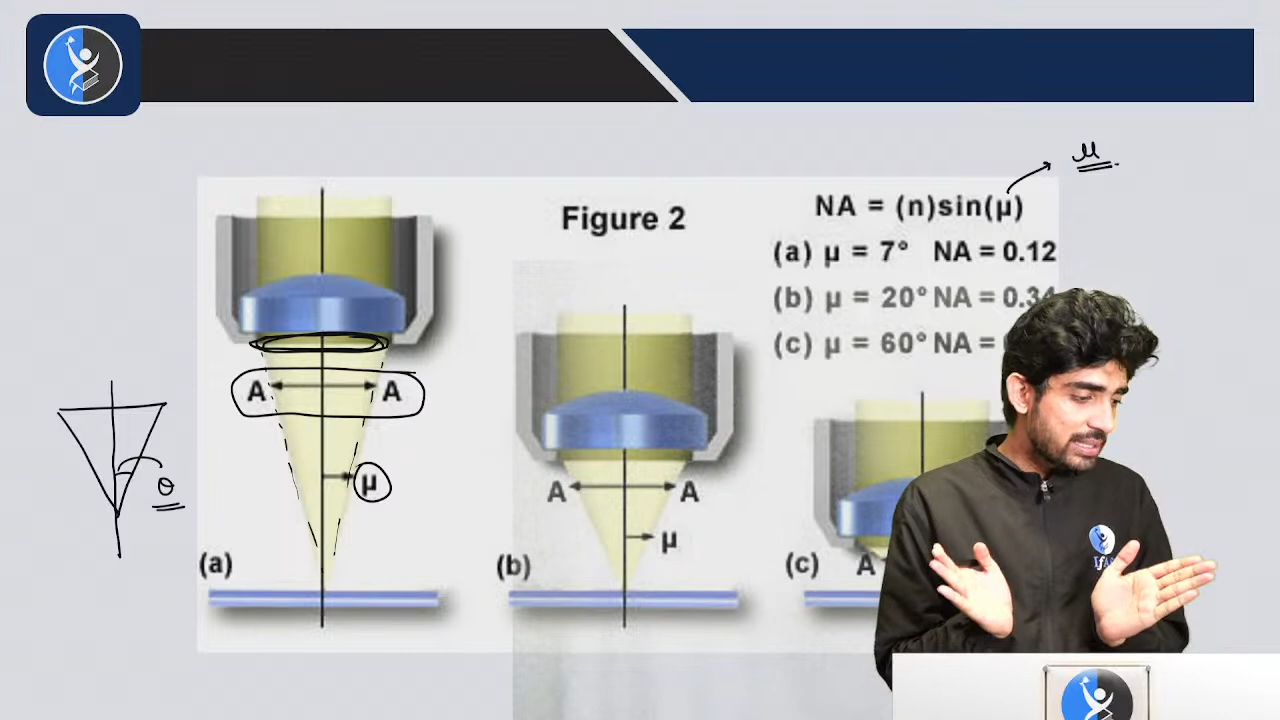 μ
Figure 2
NA = (n)sin(μ)
(a) μ = 7° NA = 0.12
(b) μ = 20° NA = 0.34
(c) μ = 60° NA =
A A
μ
(a)
θ
A A
μ
(b)
A
(c)